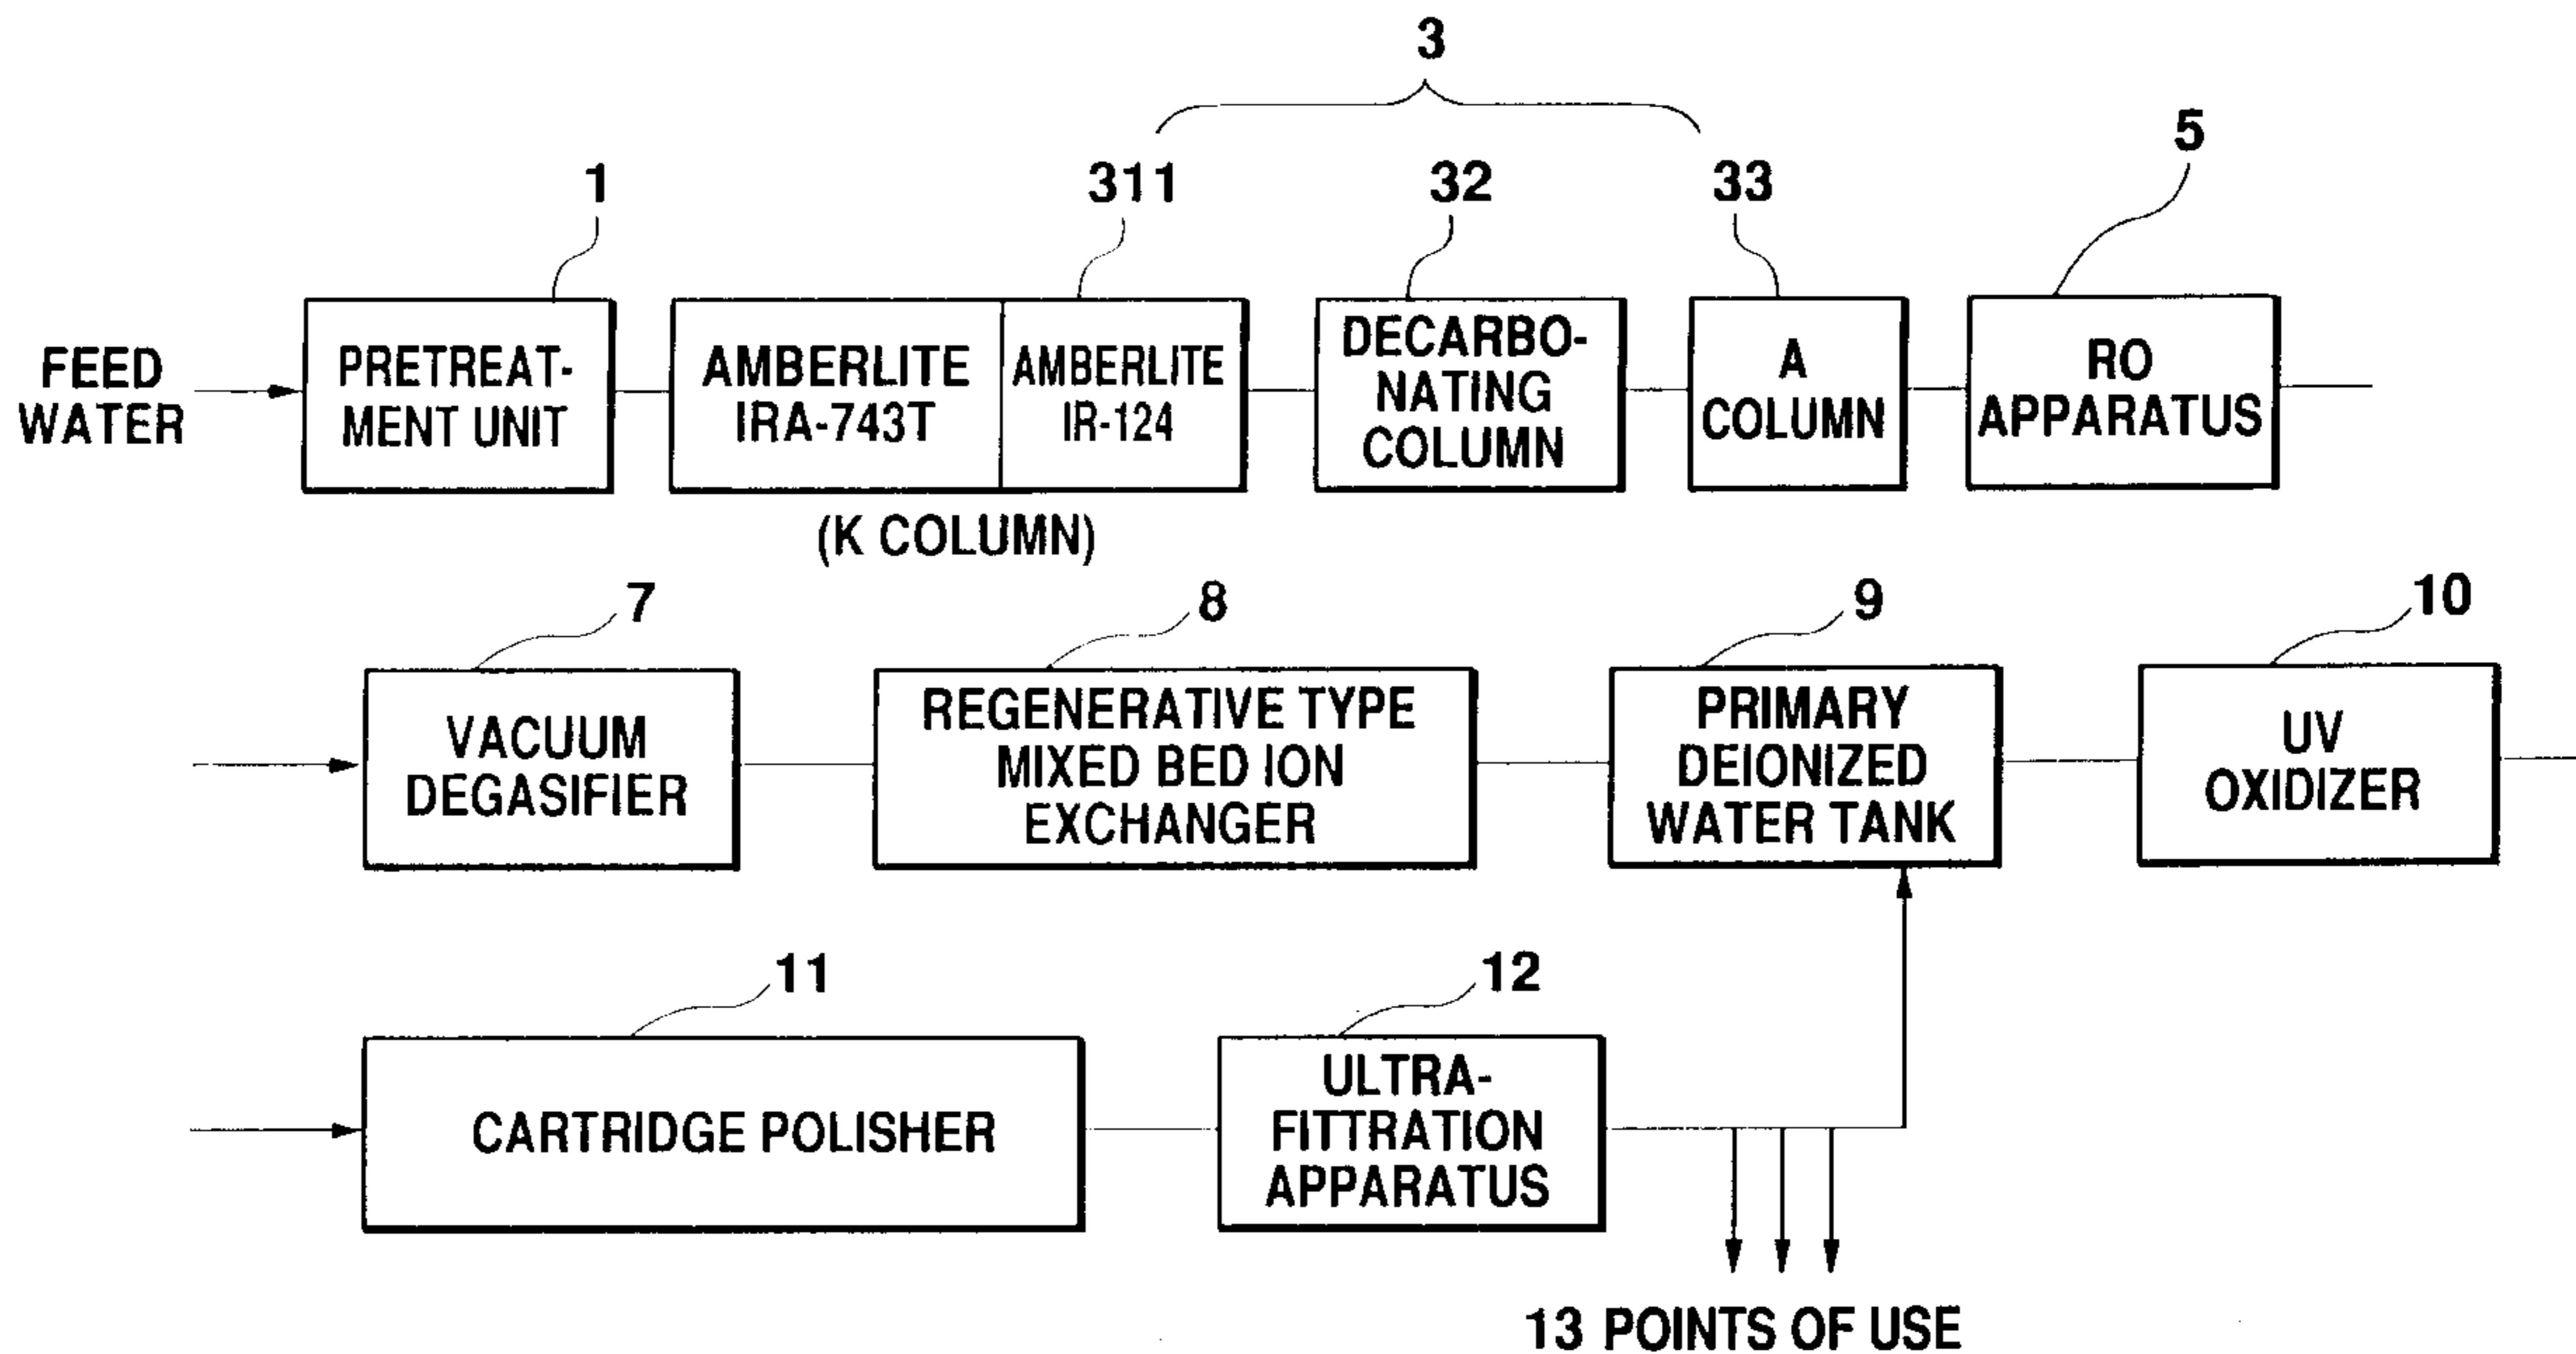 3
1
311
32
33
5
FEED
WATER
PRETREAT-
MENT UNIT
AMBERLITE
IRA-743T
AMBERLITE
IR-124
DECARBO-
NATING
COLUMN
A
COLUMN
RO
APPARATUS
(K COLUMN)
7
8
9
10
VACUUM
DEGASIFIER
REGENERATIVE TYPE
MIXED BED ION
EXCHANGER
PRIMARY
DEIONIZED
WATER TANK
UV
OXIDIZER
11
12
CARTRIDGE POLISHER
ULTRA-
FITTRATION
APPARATUS
13 POINTS OF USE